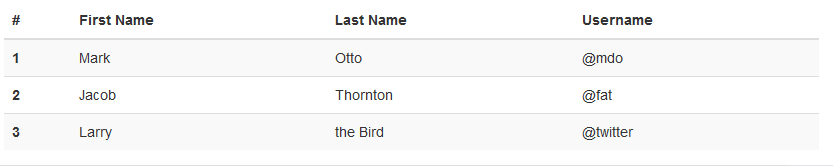 # First Name Last Name Username
1 Mark Otto @mdo
2 Jacob Thornton @fat
3 Larry the Bird @twitter